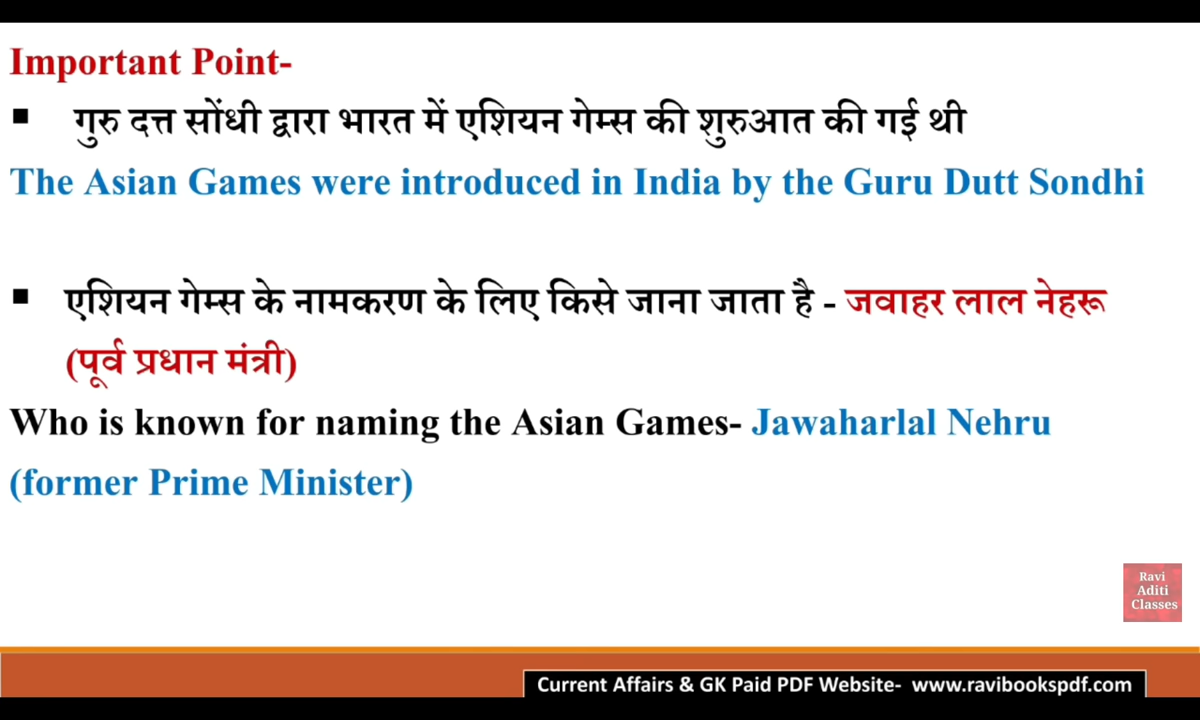 Important Point-
▪ गुरु दत्त सोंधी द्वारा भारत में एशियन गेम्स की शुरुआत की गई थी
The Asian Games were introduced in India by the Guru Dutt Sondhi
▪ एशियन गेम्स के नामकरण के लिए किसे जाना जाता है - जवाहर लाल नेहरू
(पूर्व प्रधान मंत्री)
Who is known for naming the Asian Games- Jawaharlal Nehru
(former Prime Minister)
Ravi
Aditi
Classes
Current Affairs & GK Paid PDF Website- www.ravibookspdf.com